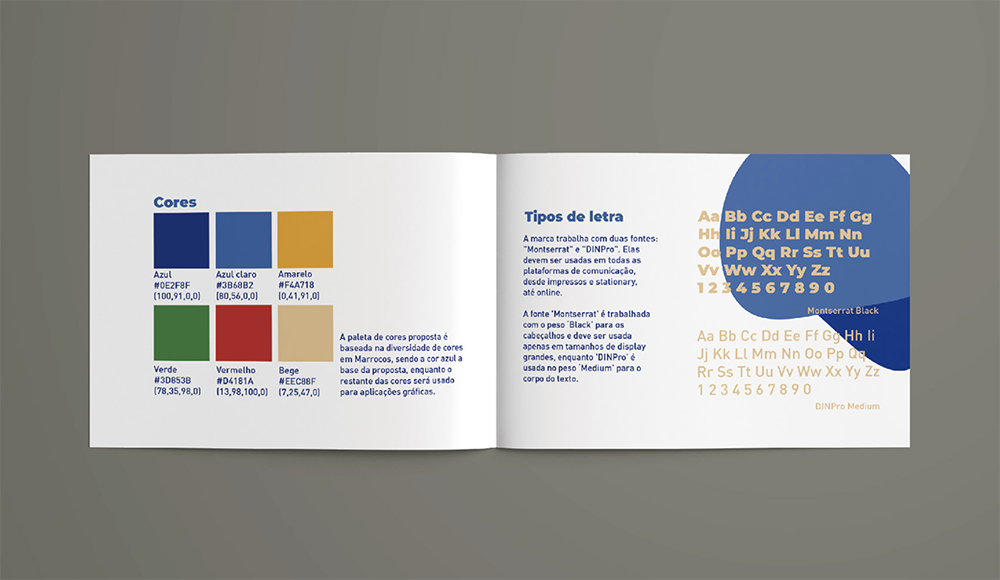 Cores
Azul
#0E2F8F
(100,91,0,0)
Azul claro
#3B68B2
(80,56,0,0)
Amarelo
#F4A718
(0,41,91,0)
Verde
#3D853B
(78,35,98,0)
Vermelho
#D4181A
(13,98,100,0)
Bege
#EEC88F
(7,25,47,0)
A paleta de cores proposta é
baseada na diversidade de cores
em Marrocos, sendo a cor azul a
base da proposta, enquanto o
restante das cores será usado
para aplicações gráficas.
Tipos de letra
A marca trabalha com duas fontes:
"Montserrat" e "DINPro". Elas
devem ser usadas em todas as
plataformas de comunicação,
desde impressos e stationary,
até online.
A fonte 'Montserrat' é trabalhada
com o peso 'Black' para os
cabeçalhos e deve ser usada
apenas em tamanhos de display
grandes, enquanto 'DINPro' é
usada no peso 'Medium' para o
corpo do texto.
Aa Bb Cc Dd Ee Ff Gg
Hh Ii Jj Kk Ll Mm Nn
Oo Pp Qq Rr Ss Tt Uu
Vv Ww Xx Yy Zz
1 2 3 4 5 6 7 8 9 0
Montserrat Black
Aa Bb Cc Dd Ee Ff Gg Hh Ii
Jj Kk Ll Mm Nn Oo Pp Qq
Rr Ss Tt Uu Vv Ww Xx Yy Zz
1 2 3 4 5 6 7 8 9 0
DINPro Medium